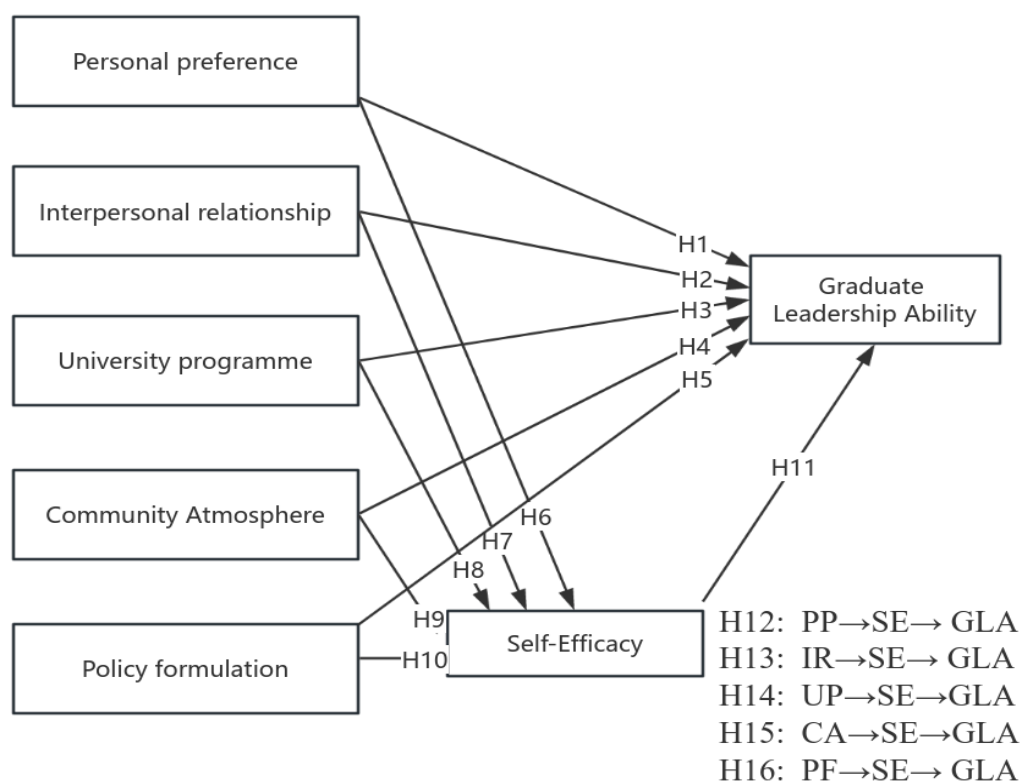 Personal preference
Interpersonal relationship
University programme
Community Atmosphere
Policy formulation
H1
H2
H3
H4
H5
Graduate
Leadership Ability
H11
H6
H7
H8
H9
H10
Self-Efficacy
H12: PP→SE→ GLA
H13: IR→SE→ GLA
H14: UP→SE→GLA
H15: CA→SE→GLA
H16: PF→SE→ GLA